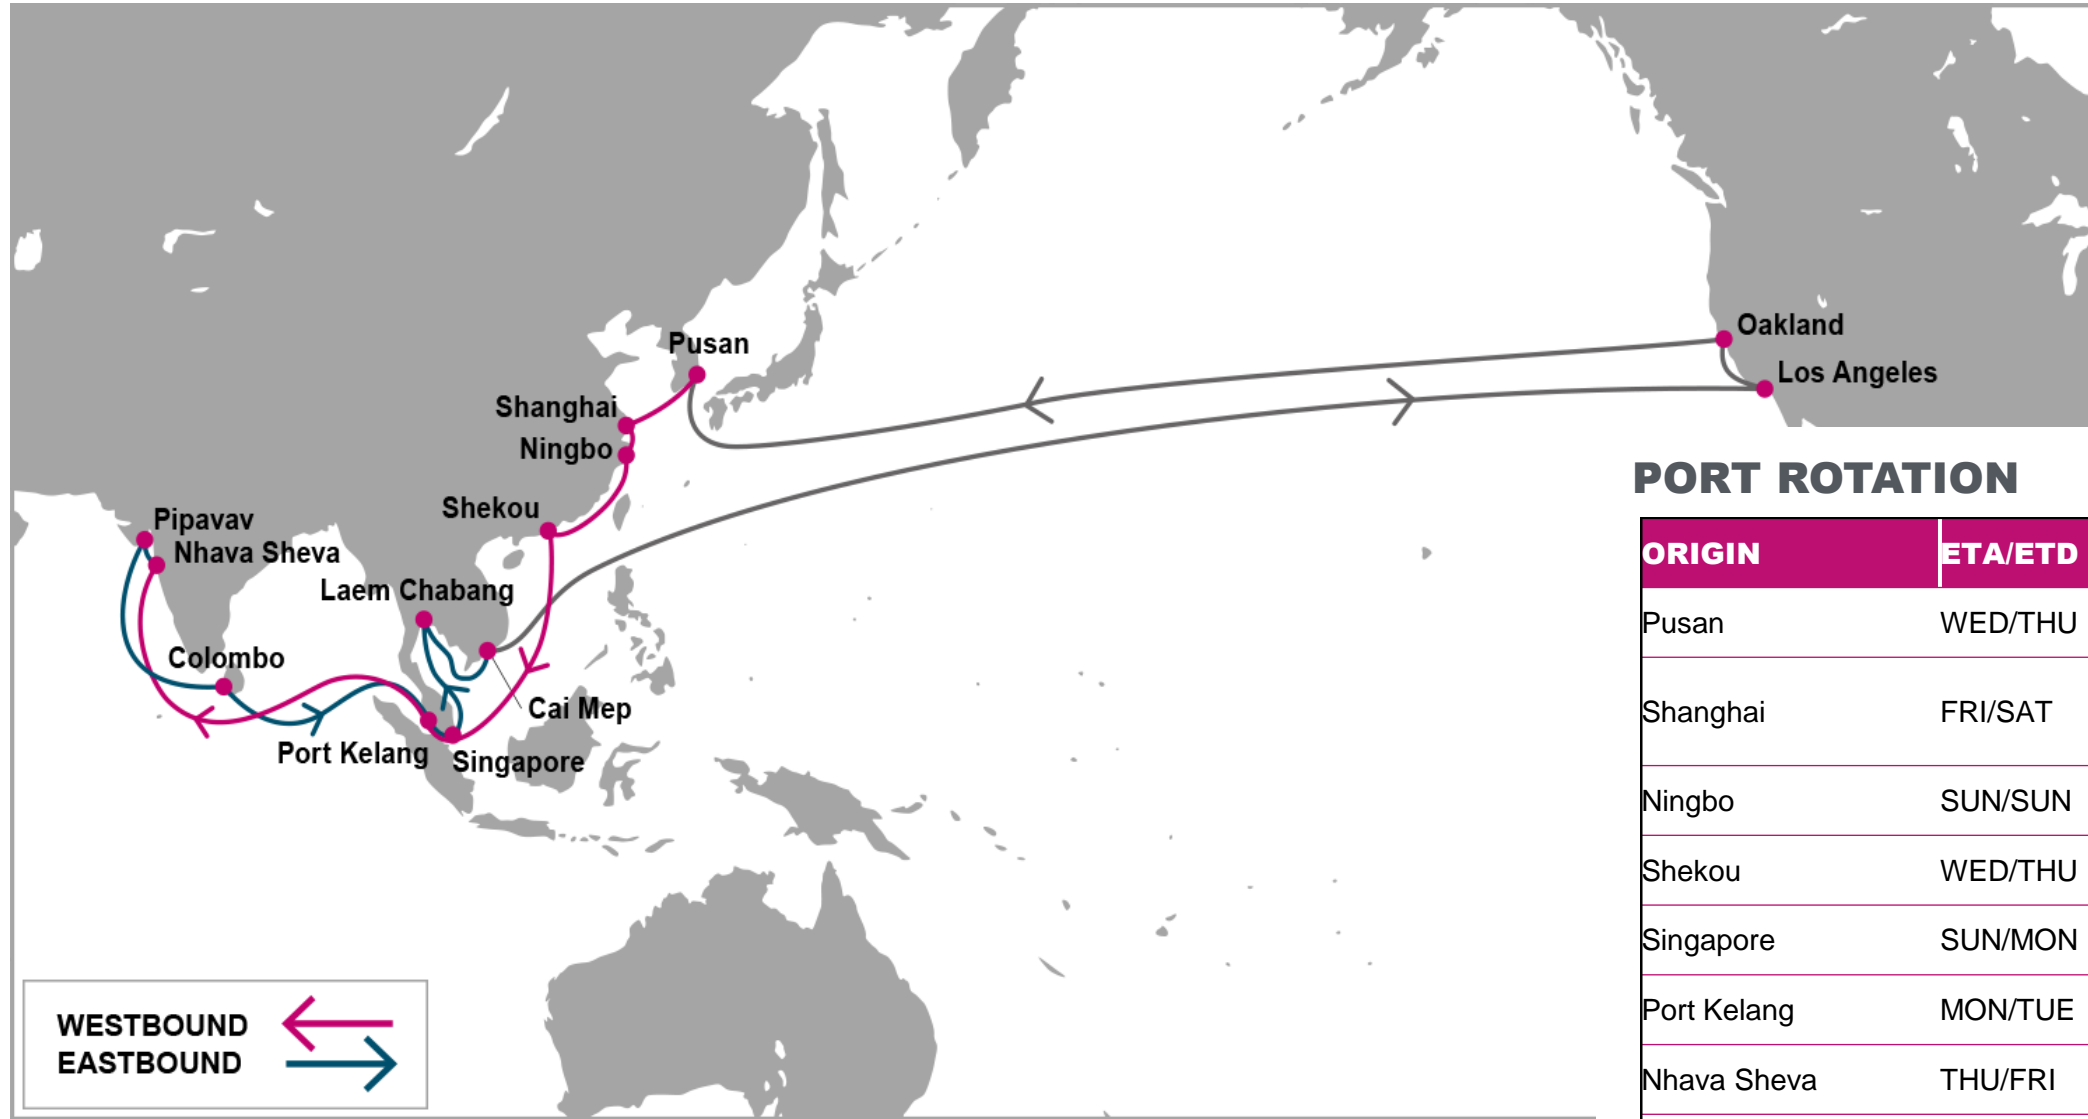 Oakland
Pusan
Los Angeles
Shanghai
Ningbo
Shekou
Pipavav
Nhava Sheva
Laem Chabang
Colombo
Cai Mep
Port Kelang
Singapore
WESTBOUND
EASTBOUND
PORT ROTATION
ORIGIN ETA/ETD
Pusan WED/THU
Shanghai FRI/SAT
Ningbo SUN/SUN
Shekou WED/THU
Singapore SUN/MON
Port Kelang MON/TUE
Nhava Sheva THU/FRI